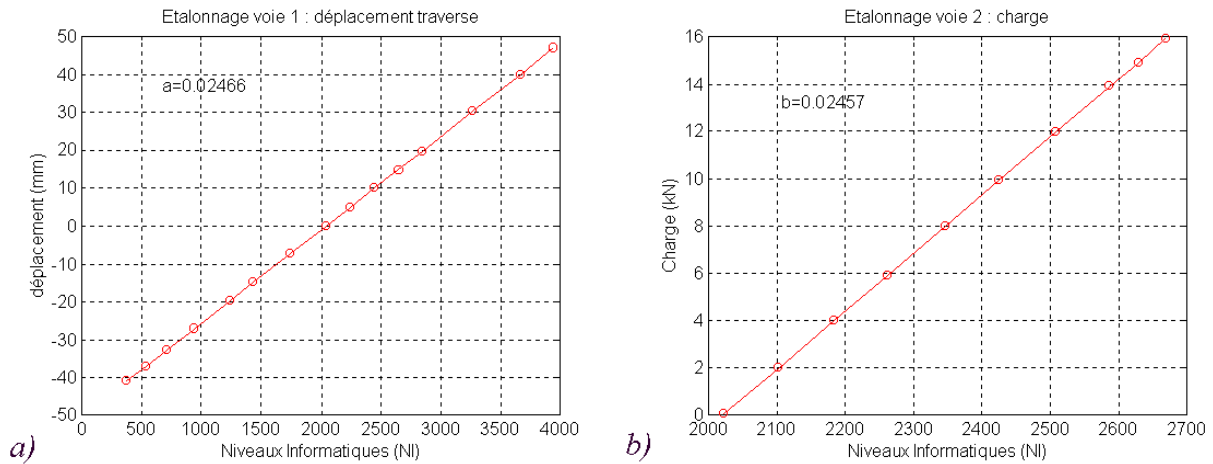 Etalonnage voie 1 : déplacement traverse
50
40
30
20
10
0
-10
-20
-30
-40
-50
déplacement (mm)
a=0.02466
0 500 1000 1500 2000 2500 3000 3500 4000
Niveaux Informatiques (NI)
a)
Etalonnage voie 2 : charge
16
14
12
10
8
6
4
2
0
Charge (kN)
b=0.02457
2000 2100 2200 2300 2400 2500 2600 2700
Niveaux Informatiques (NI)
b)